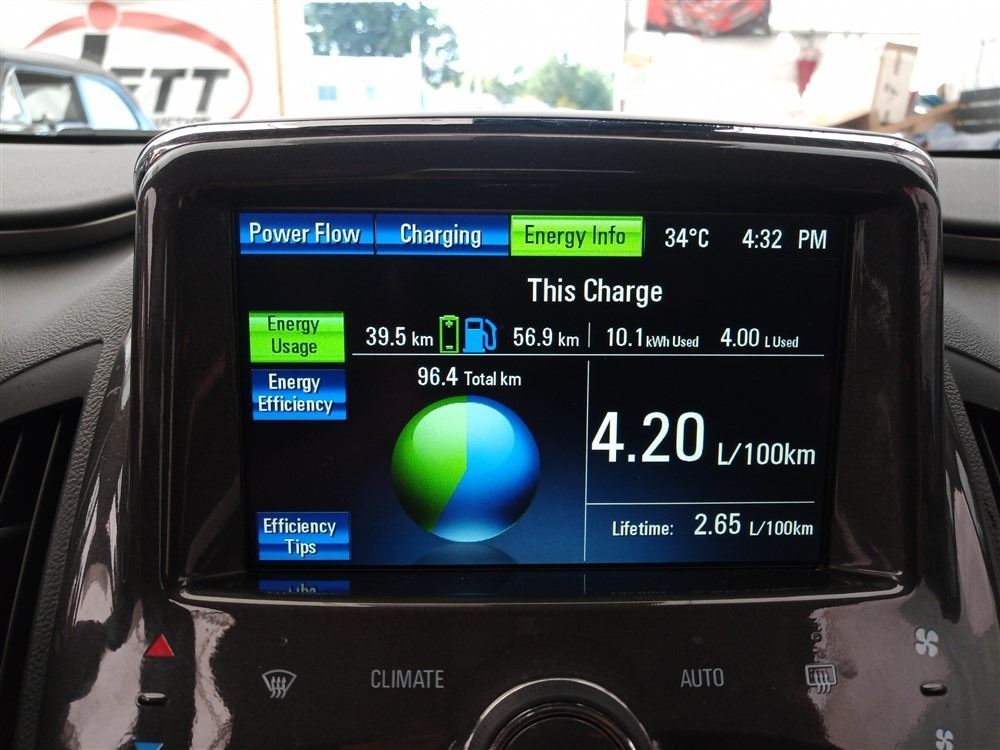 ETT
Power Flow
Charging
Energy Info
34°C
4:32 PM
This Charge
Energy
Usage
39.5 km
56.9 km
10.1 kWh Used
4.00 L Used
Energy
Efficiency
96.4 Total km
4.20 L/100km
Lifetime: 2.65 L/100km
Efficiency
Tips
CLIMATE
AUTO